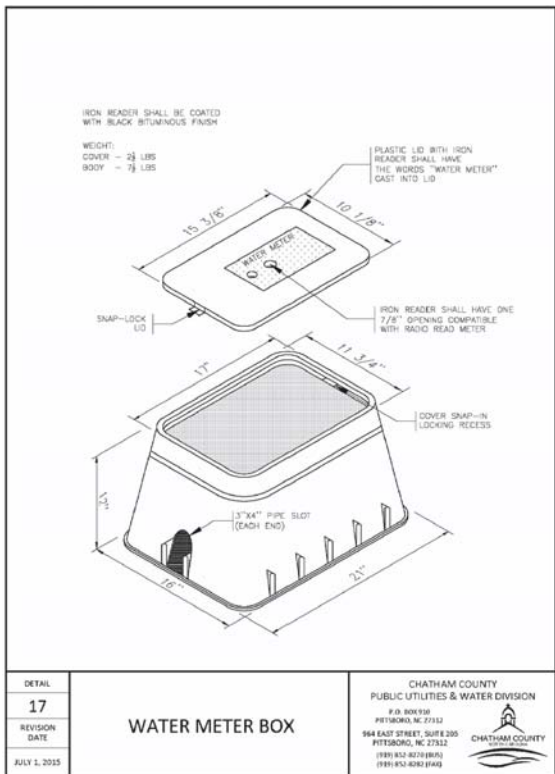 IRON READER SHALL BE COATED
WITH BLACK BITUMINOUS FINISH
WEIGHT:
COVER – 2½ LBS
BODY – 7½ LBS
PLASTIC LID WITH IRON
READER SHALL HAVE
THE WORDS "WATER METER"
CAST INTO LID
15 3/8"
10 1/8"
WATER METER
SNAP-LOCK
LID
IRON READER SHALL HAVE ONE
7/8" OPENING COMPATIBLE
WITH RADIO READ METER
17"
11 3/4"
COVER SNAP-IN
LOCKING RECESS
12"
3"X4" PIPE SLOT
(EACH END)
16"
21"
DETAIL
17
REVISION
DATE
JULY 1, 2015
WATER METER BOX
CHATHAM COUNTY
PUBLIC UTILITIES & WATER DIVISION
P.O. BOX 910
PITTSBORO, NC 27312
964 EAST STREET, SUITE 205
PITTSBORO, NC 27312
(919) 852-8270 (BUS)
(919) 852-8282 (FAX)
CHATHAM COUNTY
NORTH CAROLINA